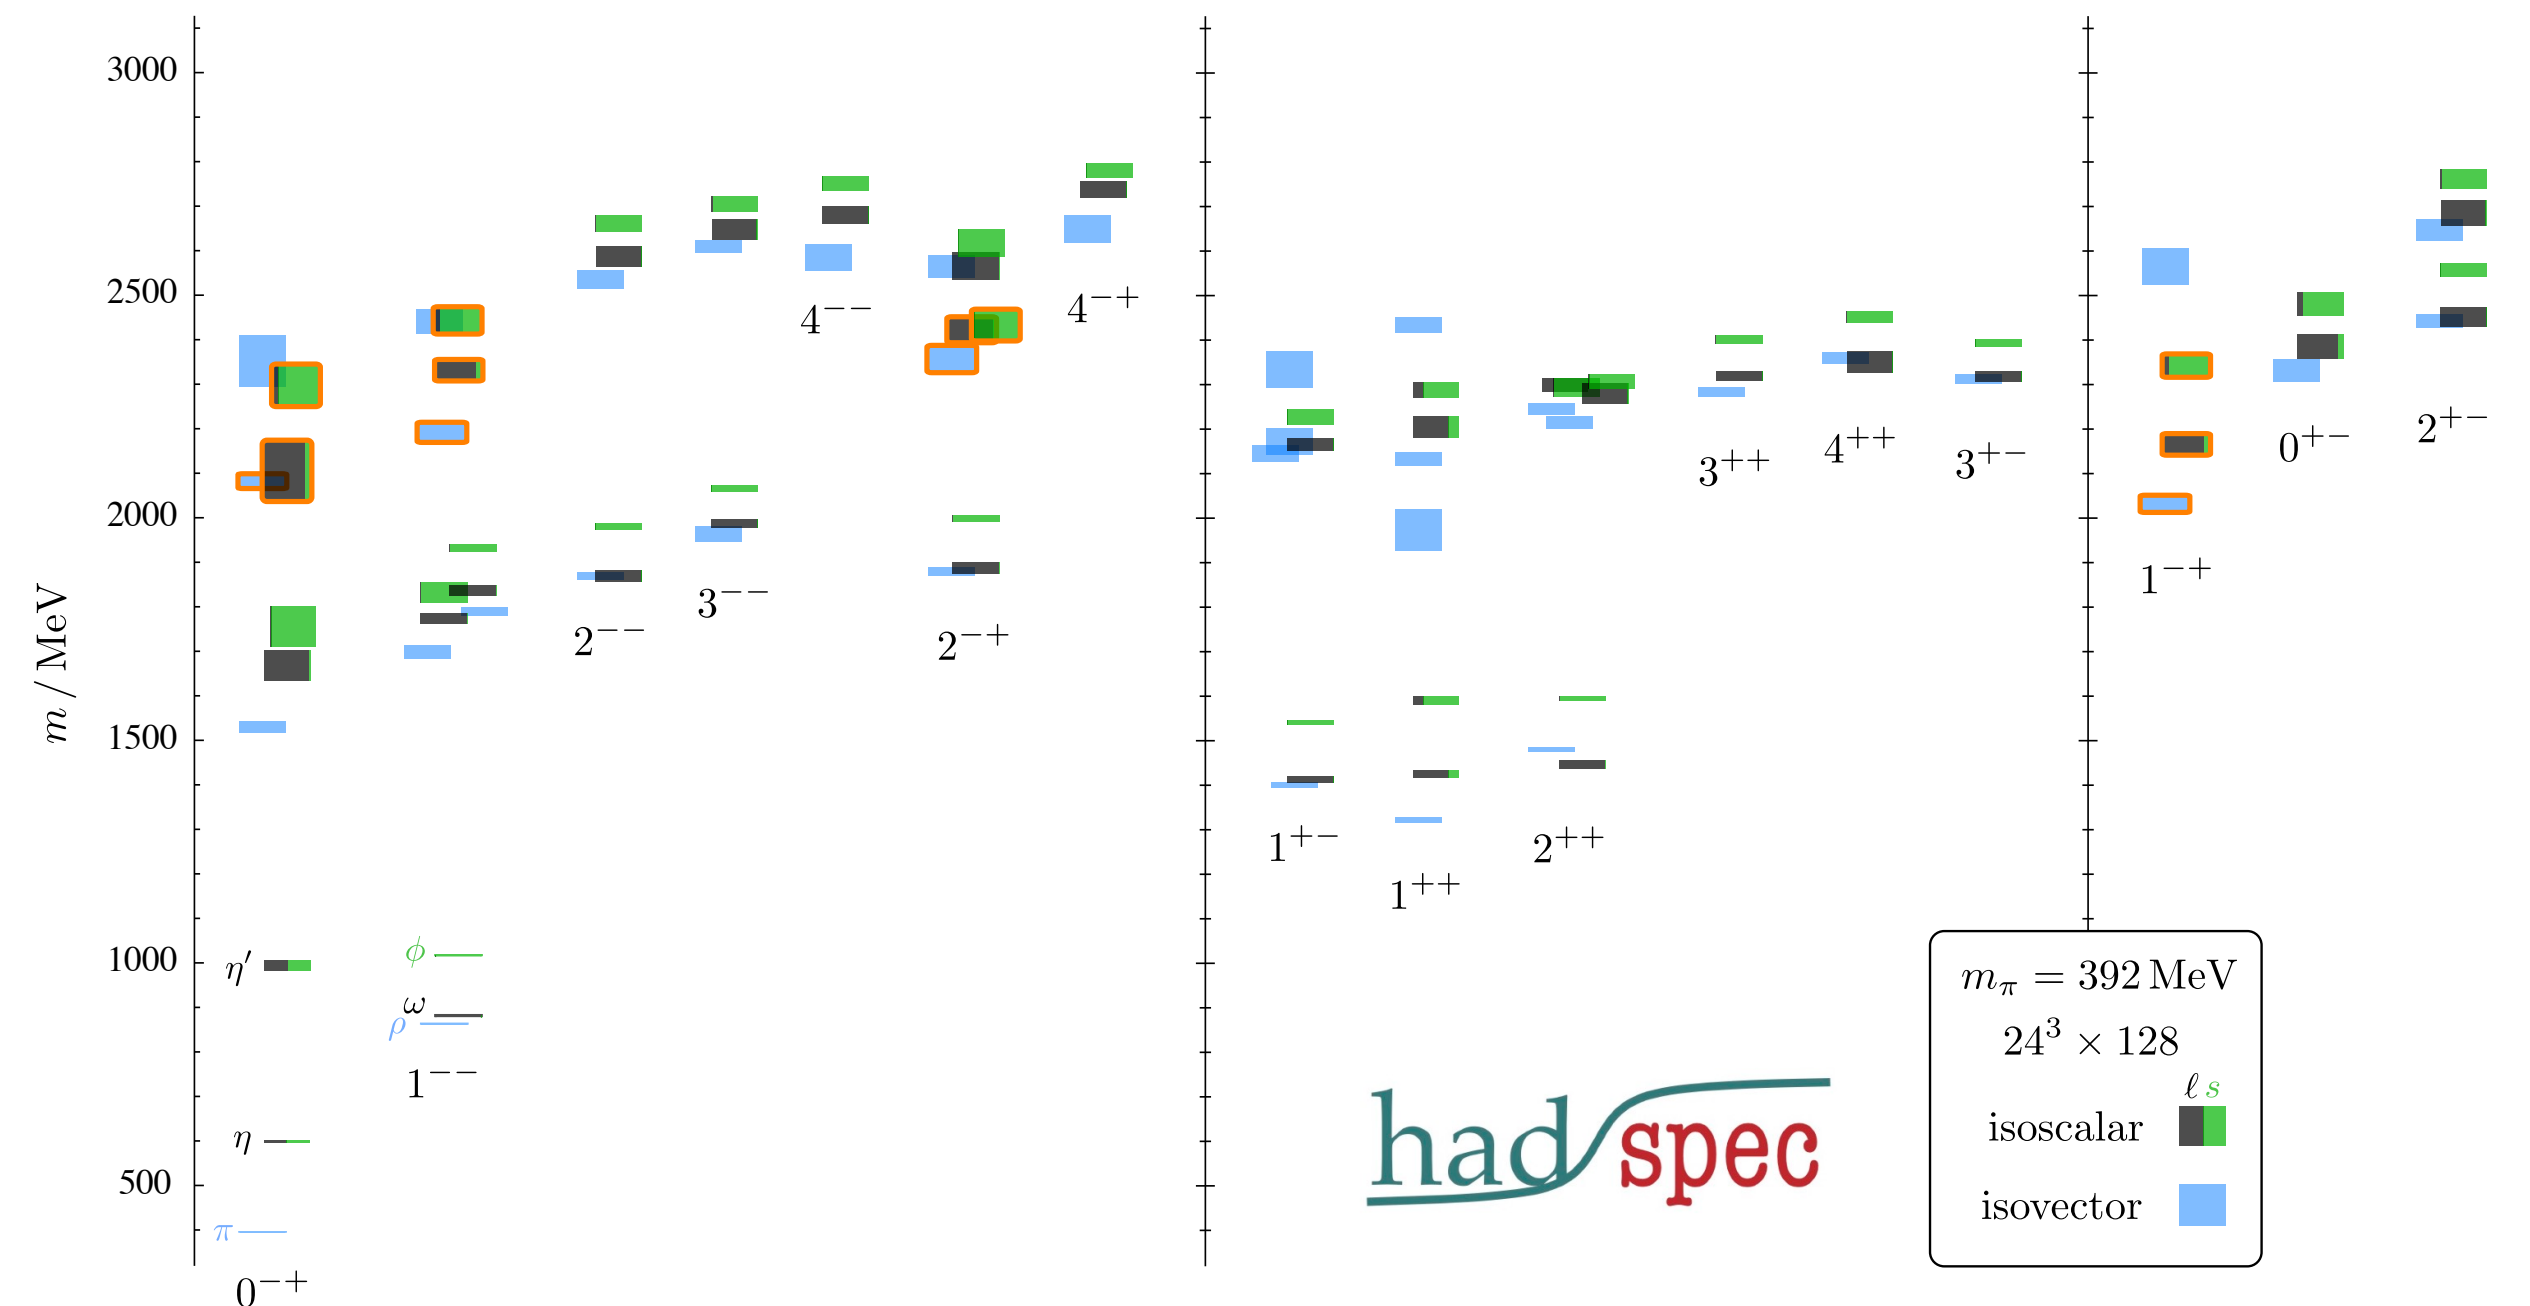 3000
2500
2000
1500
1000
500
m / MeV
π
η
η′
0⁻⁺
ρ
ω
ϕ
1⁻⁻
2⁻⁻
3⁻⁻
4⁻⁻
2⁻⁺
4⁻⁺
1⁺⁻
1⁺⁺
2⁺⁺
3⁺⁺
4⁺⁺
3⁺⁻
1⁻⁺
0⁺⁻
2⁺⁻
had spec
m_π = 392 MeV
24³ × 128
ℓ s
isoscalar
isovector